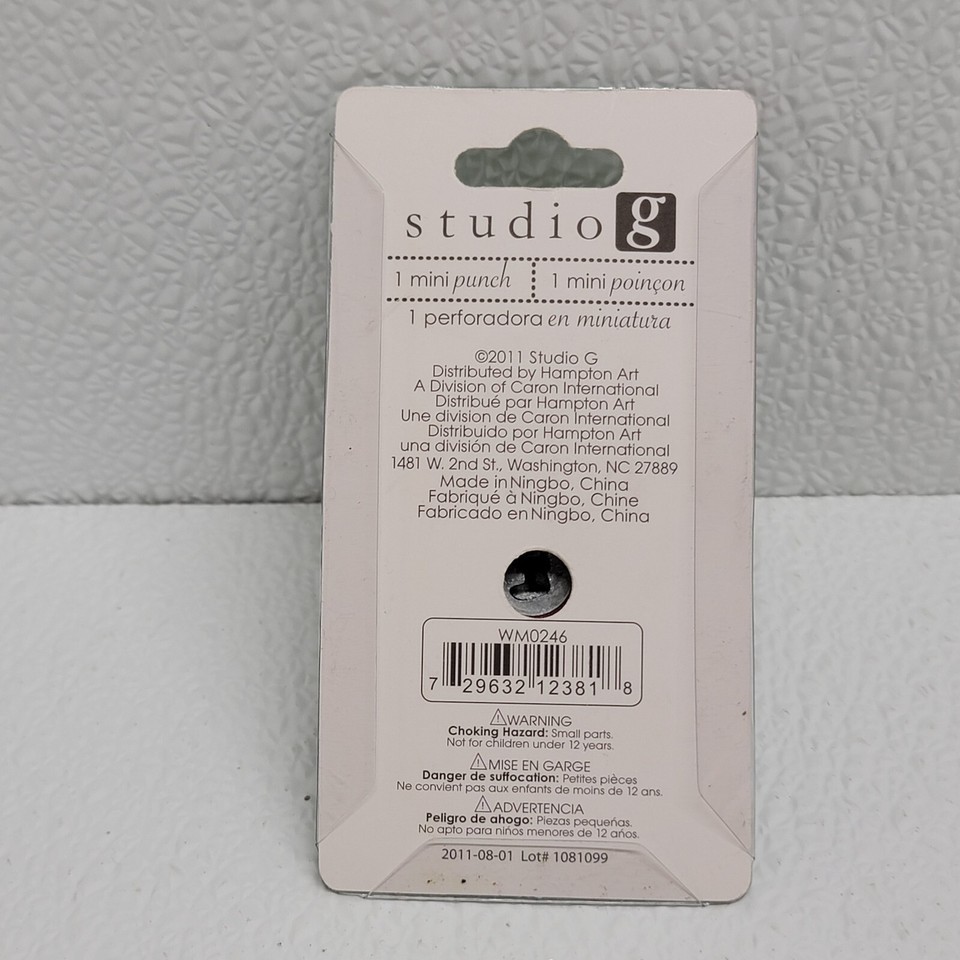 studio g
1 mini punch 1 mini poinçon
1 perforadora en miniatura
©2011 Studio G
Distributed by Hampton Art
A Division of Caron International
Distribué par Hampton Art
Une division de Caron International
Distribuido por Hampton Art
una división de Caron International
1481 W. 2nd St., Washington, NC 27889
Made in Ningbo, China
Fabriqué à Ningbo, Chine
Fabricado en Ningbo, China
WM0246
7 29632 12381 8
⚠WARNING
Choking Hazard: Small parts.
Not for children under 12 years.
⚠MISE EN GARGE
Danger de suffocation: Petites pièces
Ne convient pas aux enfants de moins de 12 ans.
⚠ADVERTENCIA
Peligro de ahogo: Piezas pequeñas.
No apto para niños menores de 12 años.
2011-08-01 Lot# 1081099